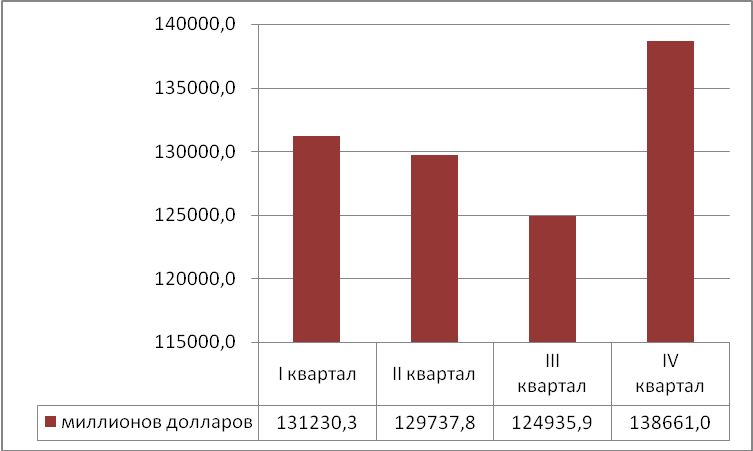 140000,0
135000,0
130000,0
125000,0
120000,0
115000,0
I квартал
II квартал
III
квартал
IV
квартал
миллионов долларов 131230,3 129737,8 124935,9 138661,0